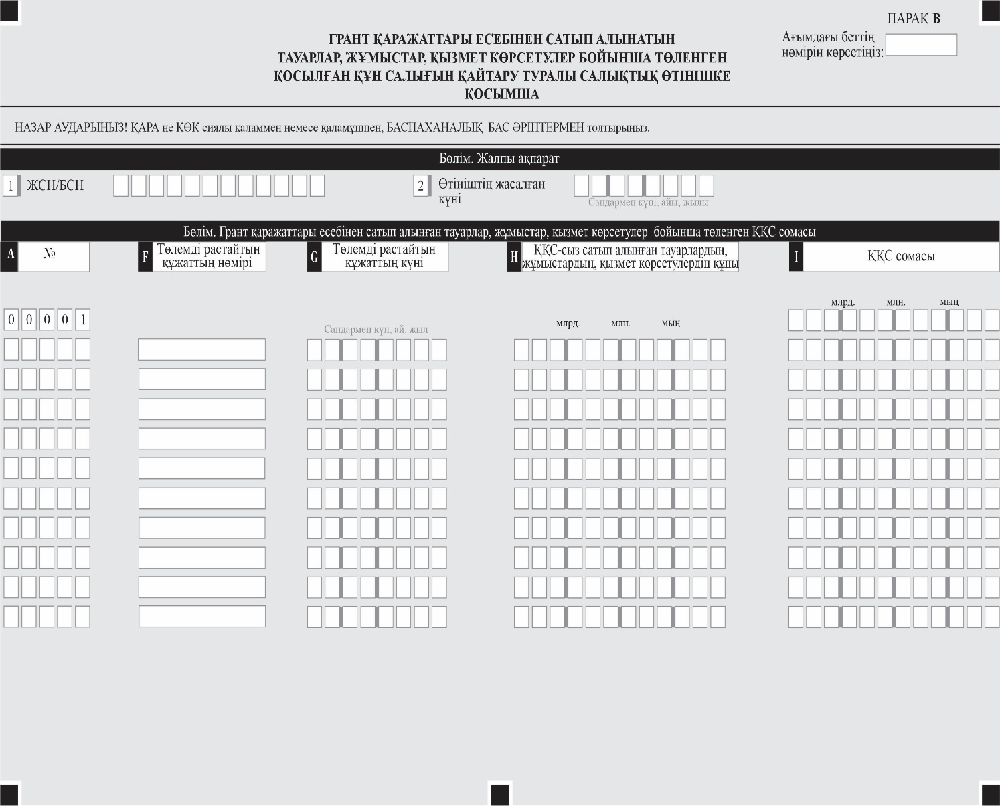 ПАРАҚ В
Ағымдағы беттің
нөмірін көрсетіңіз:
ГРАНТ ҚАРАЖАТТАРЫ ЕСЕБІНЕН САТЫП АЛЫНАТЫН
ТАУАРЛАР, ЖҰМЫСТАР, ҚЫЗМЕТ КӨРСЕТУЛЕР БОЙЫНША ТӨЛЕНГЕН
ҚОСЫЛҒАН ҚҰН САЛЫҒЫН ҚАЙТАРУ ТУРАЛЫ САЛЫҚТЫҚ ӨТІНІШКЕ
ҚОСЫМША
НАЗАР АУДАРЫҢЫЗ! ҚАРА не КӨК сиялы қаламмен немесе қаламұшпен, БАСПАХАНАЛЫҚ БАС ӘРІПТЕРМЕН толтырыңыз.
Бөлім. Жалпы ақпарат
1 ЖСН/БСН
2 Өтініштің жасалған
күні
Сандармен күні, айы, жылы
Бөлім. Грант қаражаттары есебінен сатып алынған тауарлар, жұмыстар, қызмет көрсетулер бойынша төленген ҚҚС сомасы
A №
F Төлемді растайтын
құжаттың нөмірі
G Төлемді растайтын
құжаттың күні
H ҚҚС-сыз сатып алынған тауарлардың,
жұмыстардың, қызмет көрсетулердің құны
I ҚҚС сомасы
млрд. млн. мың
0 0 0 0 1
Сандармен күн, ай, жыл
млрд. млн. мың